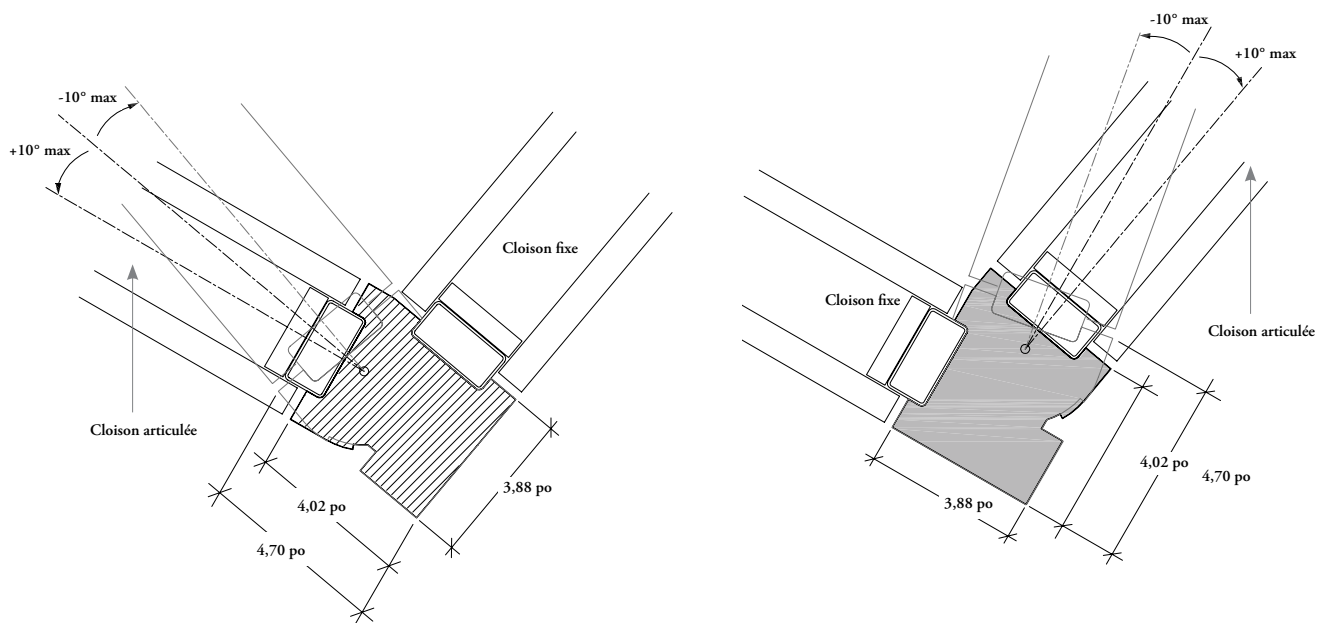 -10° max
+10° max
Cloison fixe
Cloison articulée
3,88 po
4,02 po
4,70 po
-10° max
+10° max
Cloison fixe
Cloison articulée
4,02 po
4,70 po
3,88 po